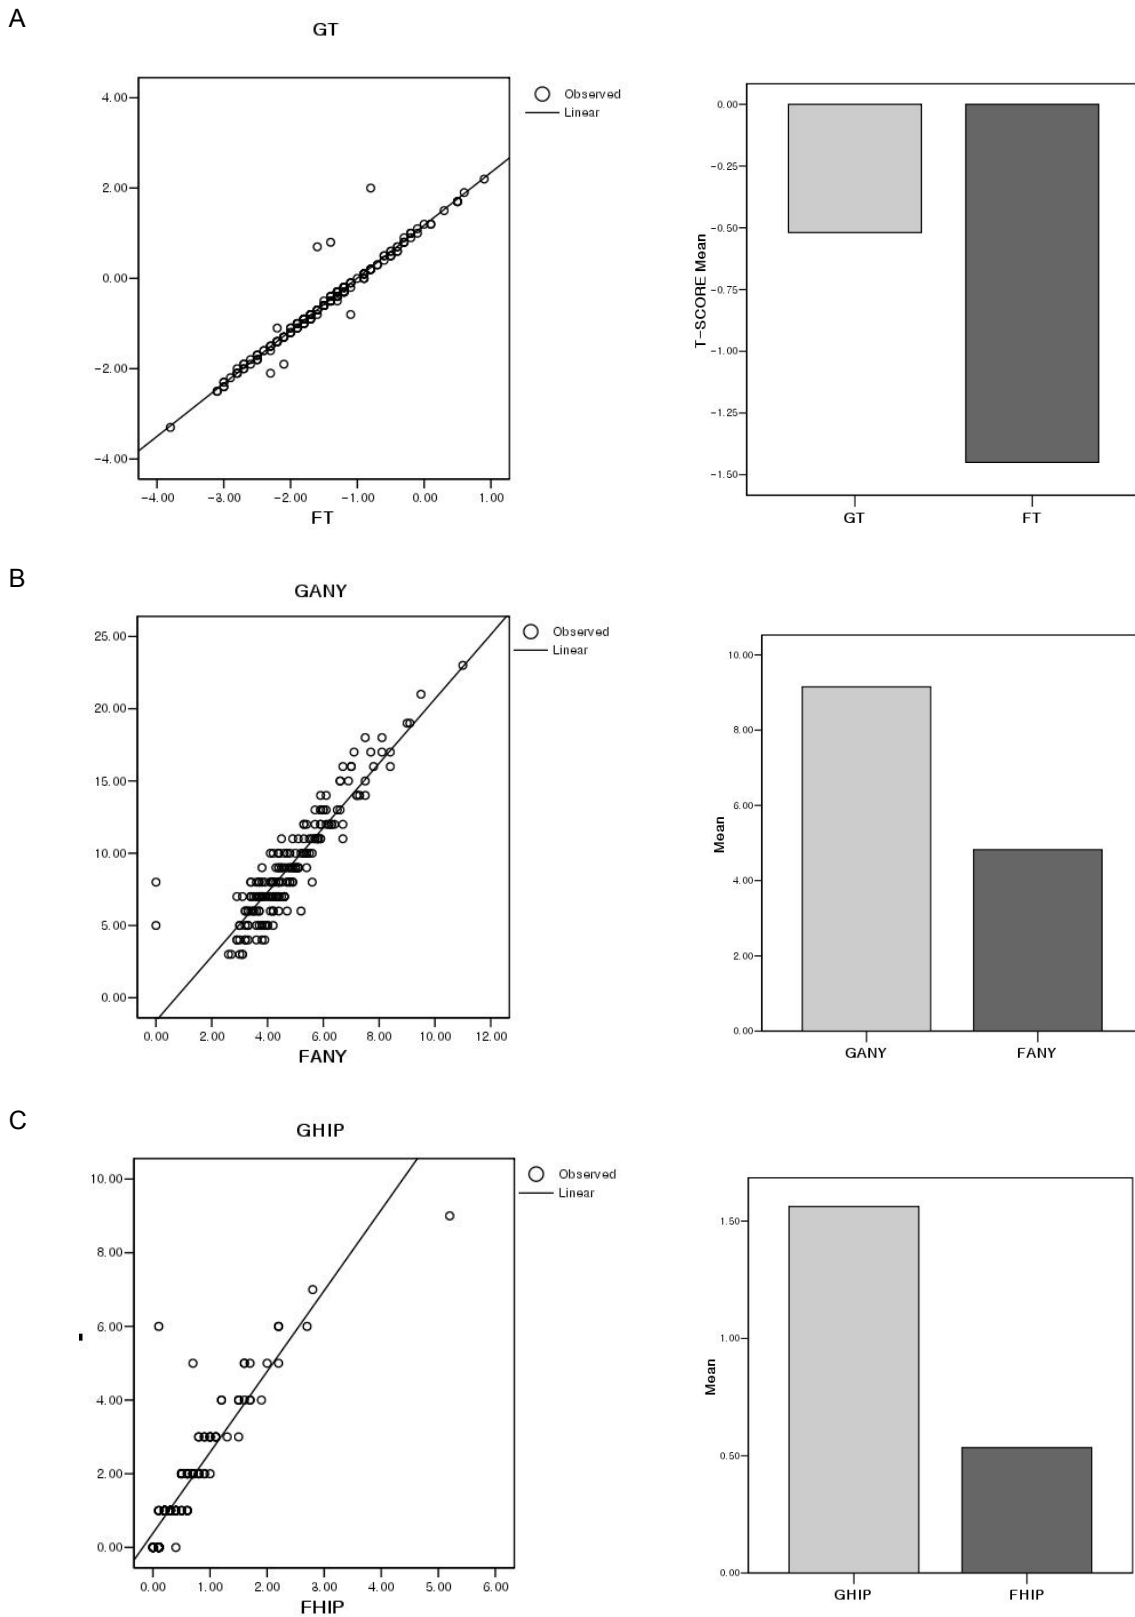 A
GT
4.00
2.00
0.00
−2.00
−4.00
−4.00 −3.00 −2.00 −1.00 0.00 1.00
FT
Observed
Linear
T−SCORE Mean
0.00
−0.25
−0.50
−0.75
−1.00
−1.25
−1.50
GT FT
B
GANY
25.00
20.00
15.00
10.00
5.00
0.00
0.00 2.00 4.00 6.00 8.00 10.00 12.00
FANY
Observed
Linear
Mean
10.00
8.00
6.00
4.00
2.00
0.00
GANY FANY
C
GHIP
10.00
8.00
6.00
4.00
2.00
0.00
0.00 1.00 2.00 3.00 4.00 5.00 6.00
FHIP
Observed
Linear
Mean
1.50
1.00
0.50
0.00
GHIP FHIP